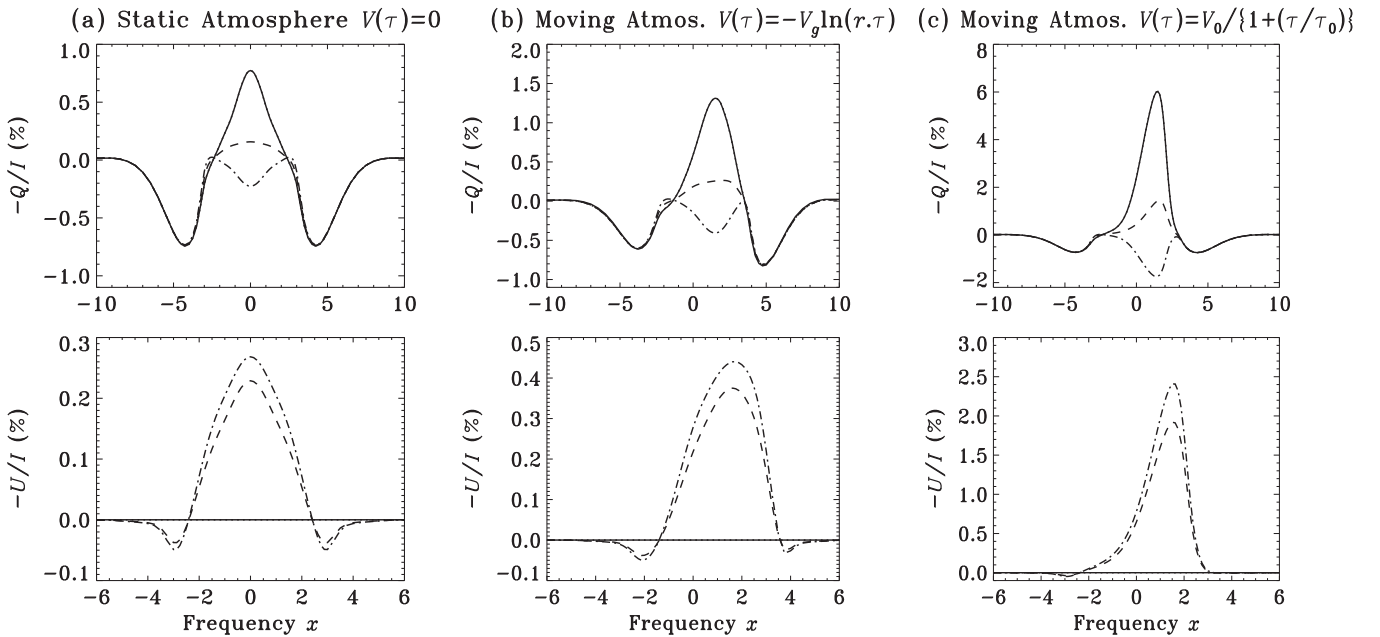 (a) Static Atmosphere V(τ)=0
(b) Moving Atmos. V(τ)=−V_g ln(r.τ)
(c) Moving Atmos. V(τ)=V_0/{1+(τ/τ_0)}
−Q/I (%)
1.0
0.5
0.0
−0.5
−1.0
−10 −5 0 5 10
−Q/I (%)
2.0
1.5
1.0
0.5
0.0
−0.5
−1.0
−10 −5 0 5 10
−Q/I (%)
8
6
4
2
0
−2
−10 −5 0 5 10
−U/I (%)
0.3
0.2
0.1
0.0
−0.1
−6 −4 −2 0 2 4 6
Frequency x
−U/I (%)
0.5
0.4
0.3
0.2
0.1
0.0
−0.1
−6 −4 −2 0 2 4 6
Frequency x
−U/I (%)
3.0
2.5
2.0
1.5
1.0
0.5
0.0
−6 −4 −2 0 2 4 6
Frequency x